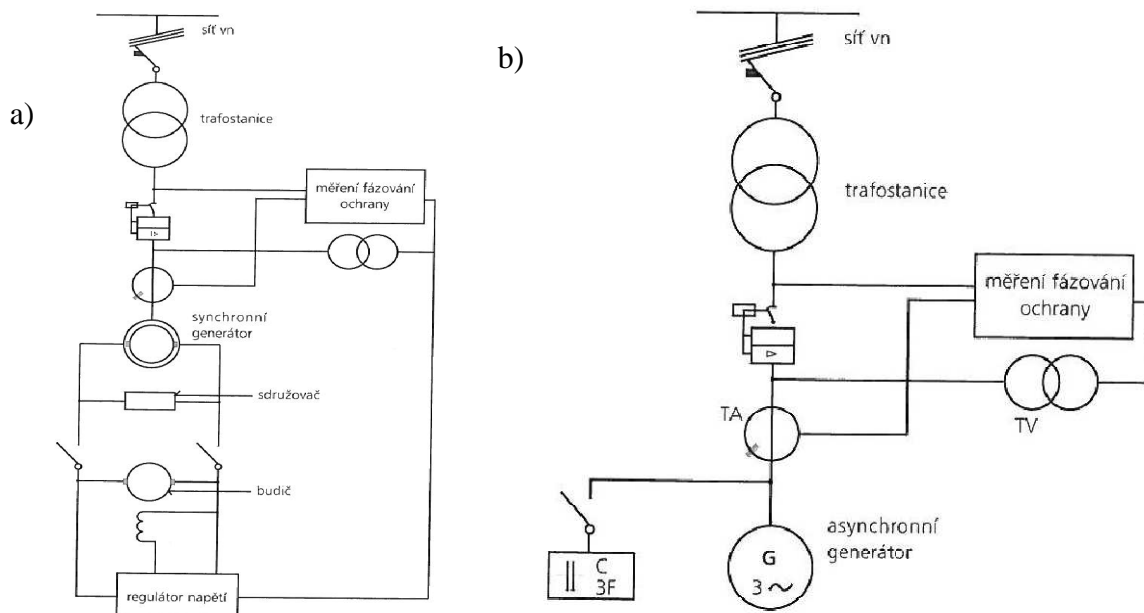 a)
síť vn
trafostanice
měření fázování
ochrany
I>
synchronní
generátor
sdružovač
budič
regulátor napětí
b)
síť vn
trafostanice
měření fázování
ochrany
TA
TV
C
3F
asynchronní
generátor
G
3 ~